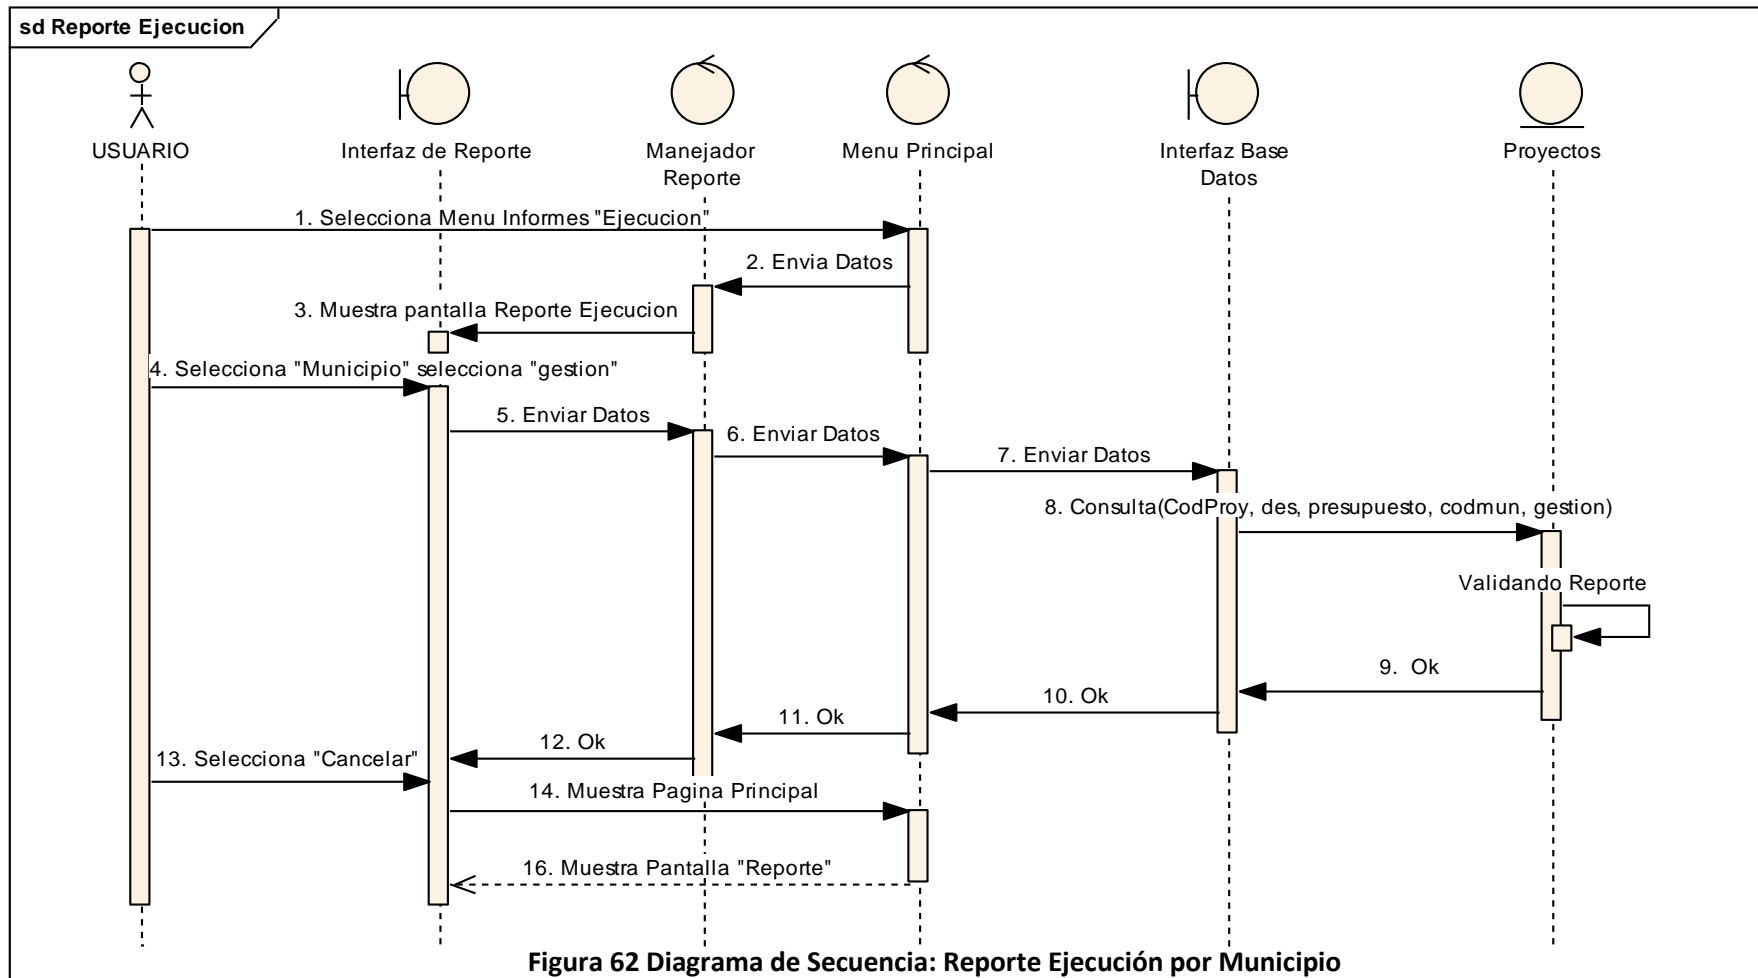 sd Reporte Ejecucion
USUARIO
Interfaz de Reporte
Manejador
Reporte
Menu Principal
Interfaz Base
Datos
Proyectos
1. Selecciona Menu Informes "Ejecucion"
2. Envia Datos
3. Muestra pantalla Reporte Ejecucion
4. Selecciona "Municipio" selecciona "gestion"
5. Enviar Datos
6. Enviar Datos
7. Enviar Datos
8. Consulta(CodProy, des, presupuesto, codmun, gestion)
Validando Reporte
9. Ok
10. Ok
11. Ok
12. Ok
13. Selecciona "Cancelar"
14. Muestra Pagina Principal
16. Muestra Pantalla "Reporte"
Figura 62 Diagrama de Secuencia: Reporte Ejecución por Municipio